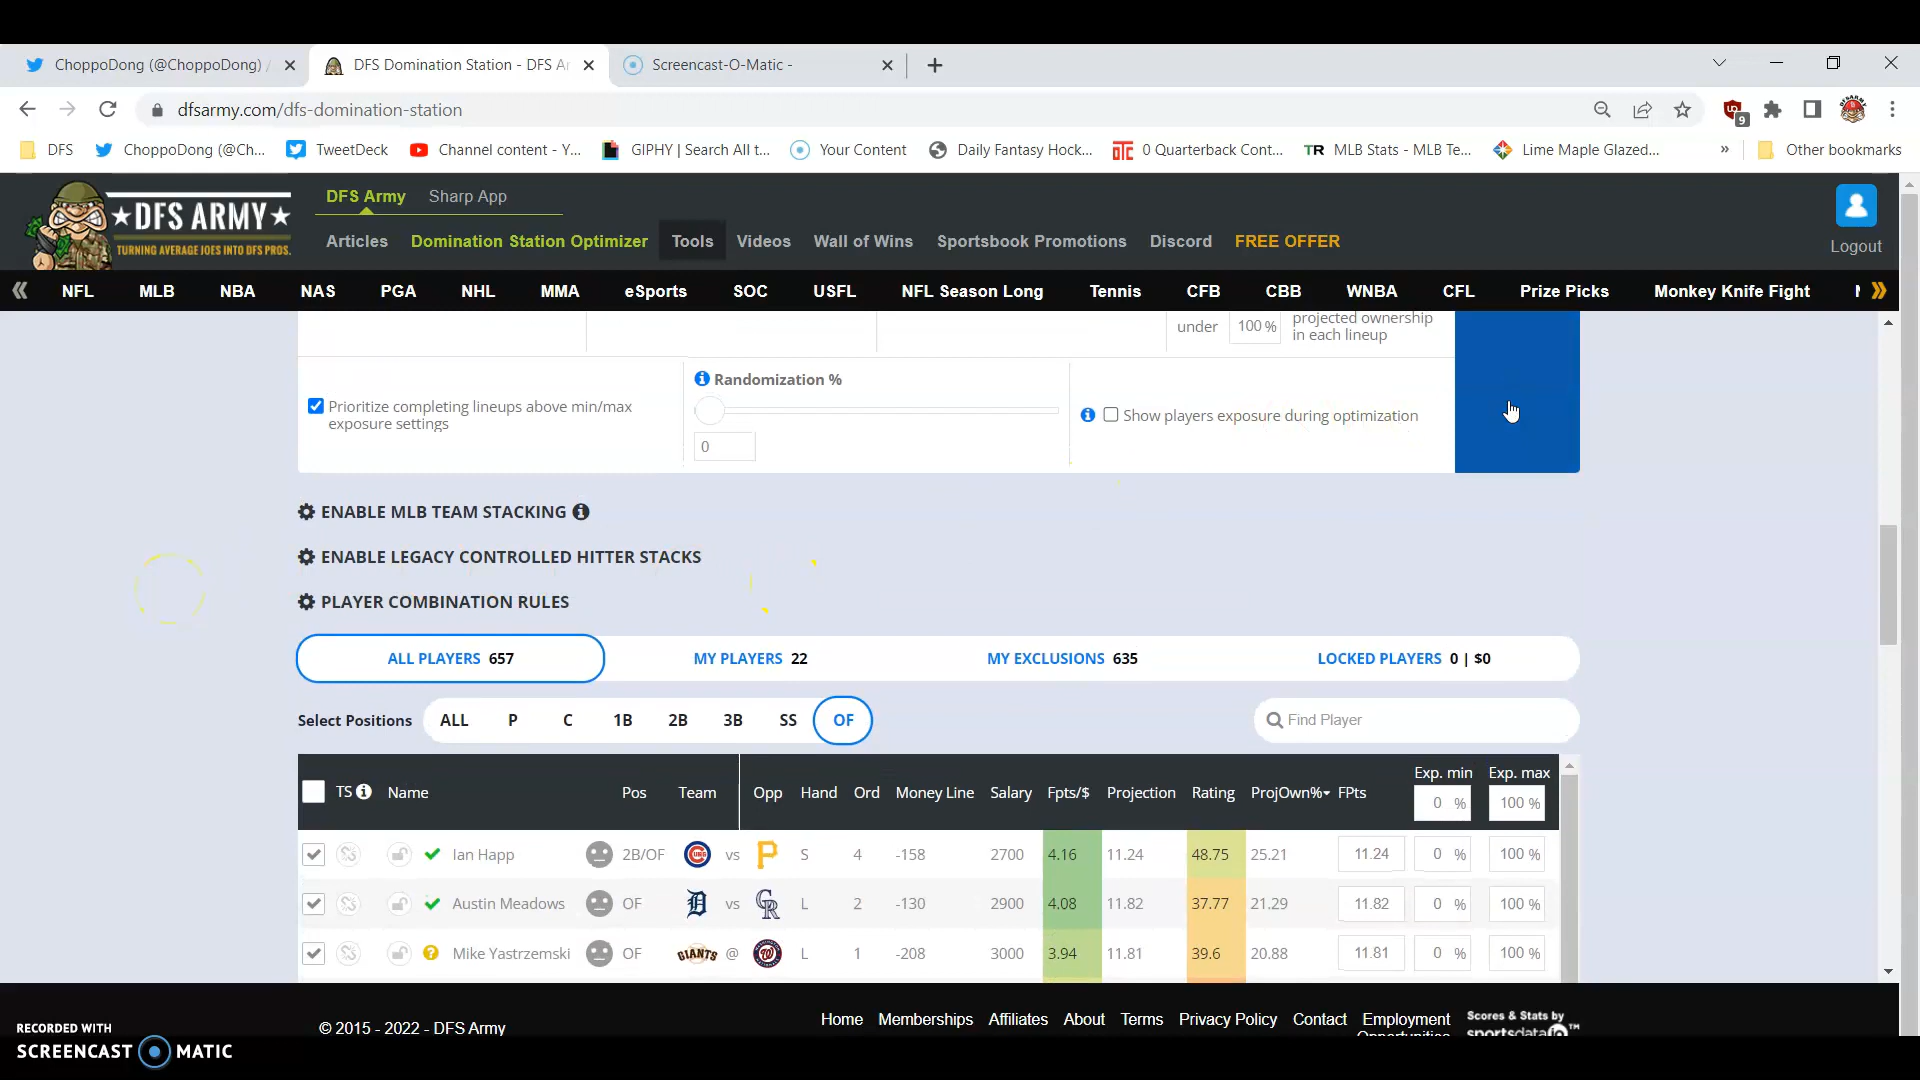 ChoppoDong (@ChoppoDong) /
DFS Domination Station - DFS Ar
Screencast-O-Matic -
dfsarmy.com/dfs-domination-station
9
DFS
ChoppoDong (@Ch...
TweetDeck
Channel content - Y...
GIPHY | Search All t...
Your Content
Daily Fantasy Hock...
0 Quarterback Cont...
TR MLB Stats - MLB Te...
Lime Maple Glazed...
»
Other bookmarks
DFS ARMY
TURNING AVERAGE JOES INTO DFS PROS.
DFS Army Sharp App
Articles Domination Station Optimizer Tools Videos Wall of Wins Sportsbook Promotions Discord FREE OFFER
Logout
NFL MLB NBA NAS PGA NHL MMA eSports SOC USFL NFL Season Long Tennis CFB CBB WNBA CFL Prize Picks Monkey Knife Fight
under 100 % projected ownership
in each lineup
Prioritize completing lineups above min/max
exposure settings
Randomization %
0
Show players exposure during optimization
ENABLE MLB TEAM STACKING
ENABLE LEGACY CONTROLLED HITTER STACKS
PLAYER COMBINATION RULES
ALL PLAYERS 657 MY PLAYERS 22 MY EXCLUSIONS 635 LOCKED PLAYERS 0 | $0
Select Positions ALL P C 1B 2B 3B SS OF Find Player
TS Name Pos Team Opp Hand Ord Money Line Salary Fpts/$ Projection Rating ProjOwn% FPts Exp. min Exp. max
0 % 100 %
Ian Happ 2B/OF CUBS vs P S 4 -158 2700 4.16 11.24 48.75 25.21 11.24 0 % 100 %
Austin Meadows OF D vs CR L 2 -130 2900 4.08 11.82 37.77 21.29 11.82 0 % 100 %
Mike Yastrzemski OF GIANTS @ W L 1 -208 3000 3.94 11.81 39.6 20.88 11.81 0 % 100 %
© 2015 - 2022 - DFS Army
Home Memberships Affiliates About Terms Privacy Policy Contact Employment
Opportunities
Scores & Stats by
sportsdata
RECORDED WITH
SCREENCAST O MATIC